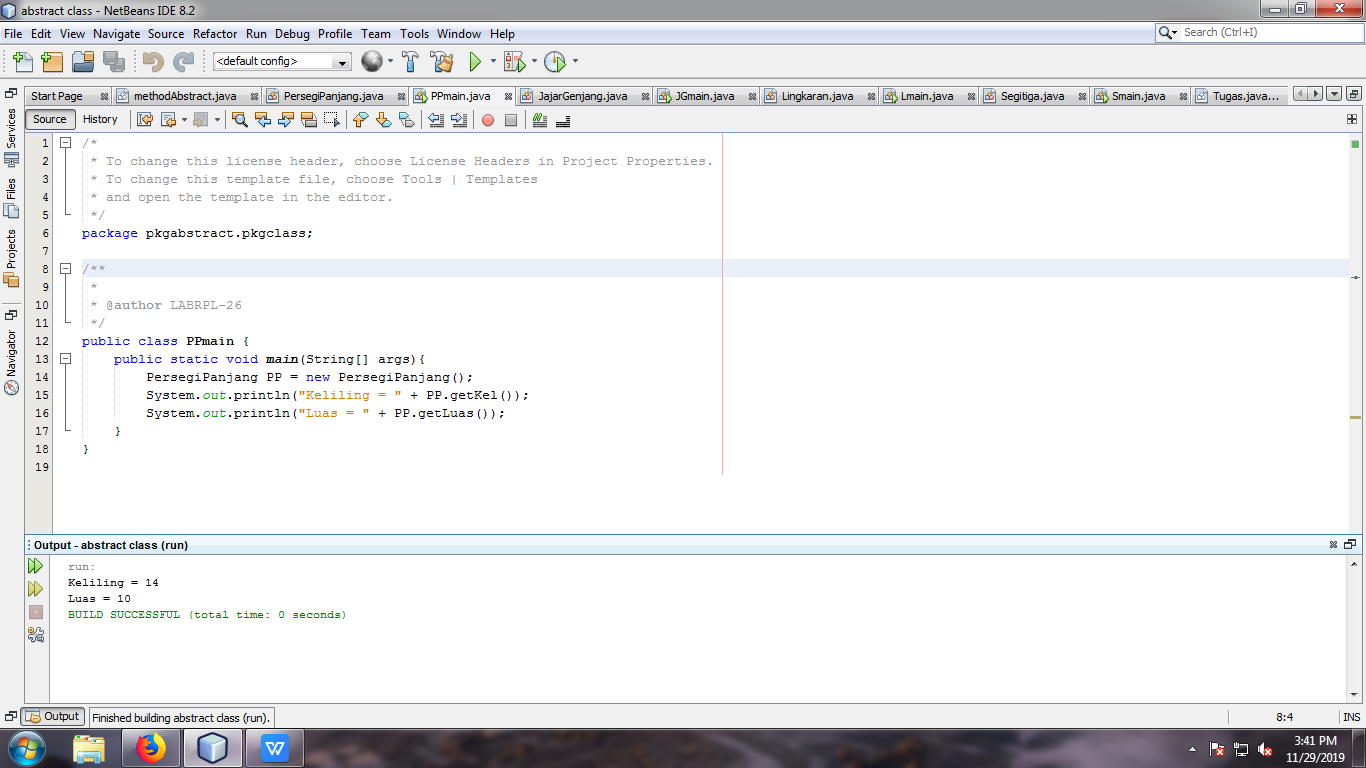 abstract class - NetBeans IDE 8.2
File Edit View Navigate Source Refactor Run Debug Profile Team Tools Window Help
Search (Ctrl+I)
<default config>
Start Page methodAbstract.java PersegiPanjang.java PPmain.java JajarGenjang.java JGmain.java Lingkaran.java Lmain.java Segitiga.java Smain.java Tugas.java...
Source History
Services
Files
Projects
Navigator
1 /*
2 * To change this license header, choose License Headers in Project Properties.
3 * To change this template file, choose Tools | Templates
4 * and open the template in the editor.
5 */
6 package pkgabstract.pkgclass;
7
8 /**
9 *
10 * @author LABRPL-26
11 */
12 public class PPmain {
13 public static void main(String[] args){
14 PersegiPanjang PP = new PersegiPanjang();
15 System.out.println("Keliling = " + PP.getKel());
16 System.out.println("Luas = " + PP.getLuas());
17 }
18 }
19
Output - abstract class (run)
run:
Keliling = 14
Luas = 10
BUILD SUCCESSFUL (total time: 0 seconds)
Output
Finished building abstract class (run).
8:4
INS
3:41 PM
11/29/2019